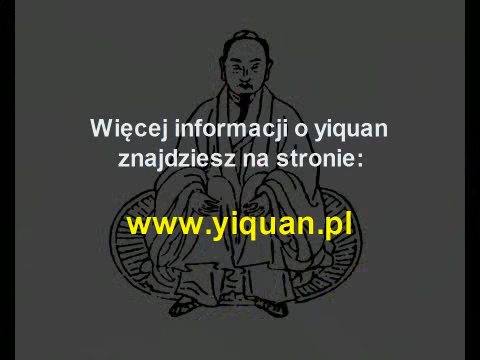 Więcej informacji o yiquan
znajdziesz na stronie:
www.yiquan.pl